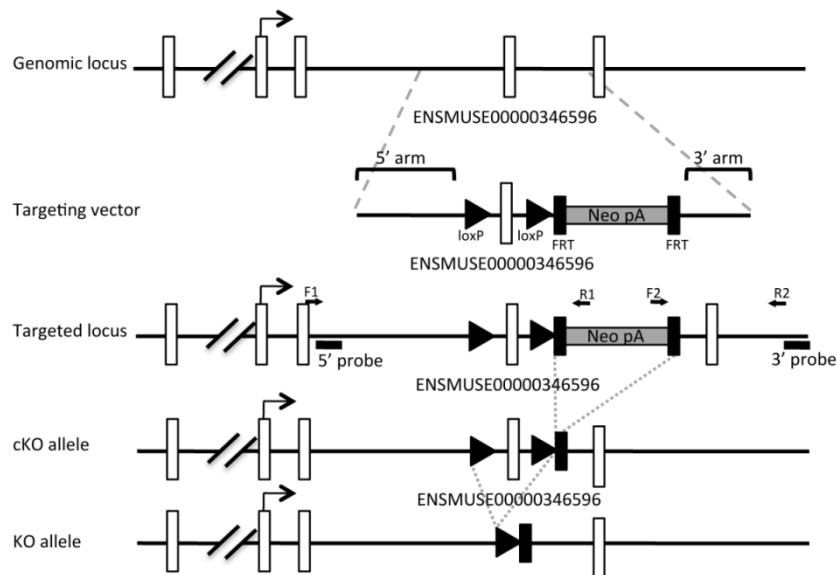 Genomic locus
ENSMUSE00000346596
5' arm
3' arm
Targeting vector
Neo pA
loxP
loxP
FRT
FRT
ENSMUSE00000346596
F1
R1
F2
R2
Targeted locus
Neo pA
5' probe
3' probe
ENSMUSE00000346596
cKO allele
ENSMUSE00000346596
KO allele